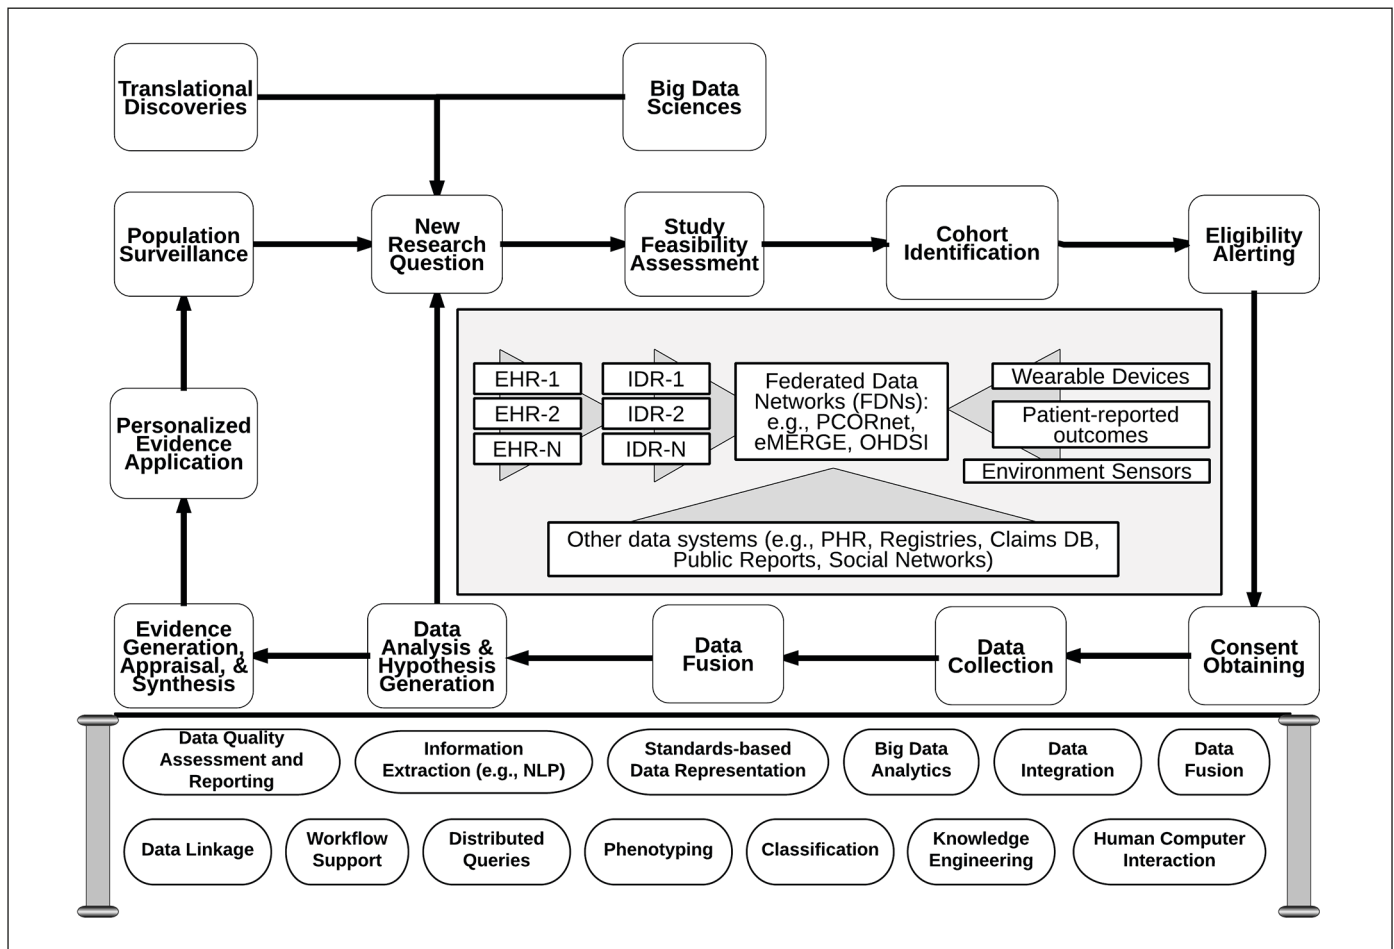 Translational
Discoveries
Big Data
Sciences
Population
Surveillance
New
Research
Question
Study
Feasibility
Assessment
Cohort
Identification
Eligibility
Alerting
EHR-1
EHR-2
EHR-N
IDR-1
IDR-2
IDR-N
Federated Data
Networks (FDNs):
e.g., PCORnet,
eMERGE, OHDSI
Wearable Devices
Patient-reported
outcomes
Environment Sensors
Other data systems (e.g., PHR, Registries, Claims DB,
Public Reports, Social Networks)
Personalized
Evidence
Application
Evidence
Generation,
Appraisal, &
Synthesis
Data
Analysis &
Hypothesis
Generation
Data
Fusion
Data
Collection
Consent
Obtaining
Data Quality
Assessment and
Reporting
Information
Extraction (e.g., NLP)
Standards-based
Data Representation
Big Data
Analytics
Data
Integration
Data
Fusion
Data Linkage
Workflow
Support
Distributed
Queries
Phenotyping
Classification
Knowledge
Engineering
Human Computer
Interaction